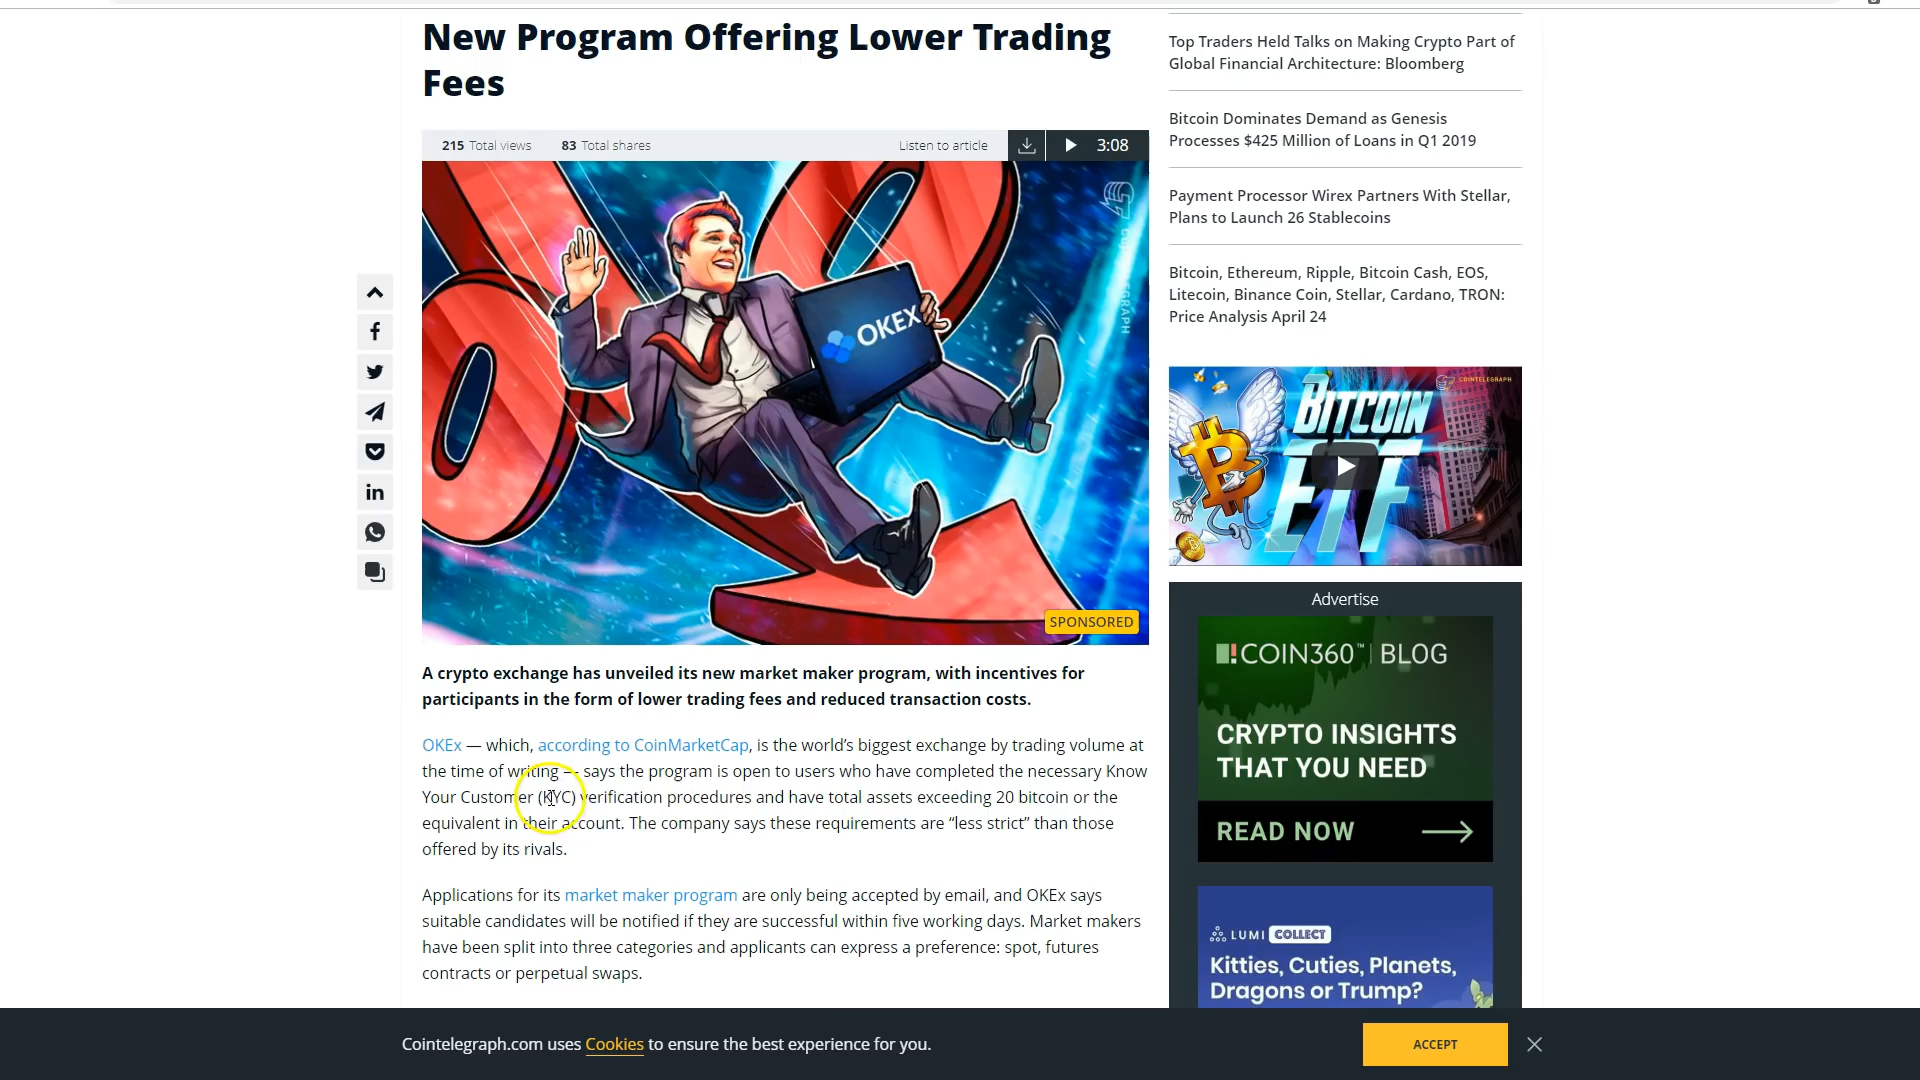 New Program Offering Lower Trading
Fees
215 Total views 83 Total shares Listen to article 3:08
COINTELEGRAPH
OKEX
SPONSORED
A crypto exchange has unveiled its new market maker program, with incentives for
participants in the form of lower trading fees and reduced transaction costs.
OKEx — which, according to CoinMarketCap, is the world’s biggest exchange by trading volume at
the time of writing — says the program is open to users who have completed the necessary Know
Your Customer (KYC) verification procedures and have total assets exceeding 20 bitcoin or the
equivalent in their account. The company says these requirements are “less strict” than those
offered by its rivals.
Applications for its market maker program are only being accepted by email, and OKEx says
suitable candidates will be notified if they are successful within five working days. Market makers
have been split into three categories and applicants can express a preference: spot, futures
contracts or perpetual swaps.
Top Traders Held Talks on Making Crypto Part of
Global Financial Architecture: Bloomberg
Bitcoin Dominates Demand as Genesis
Processes $425 Million of Loans in Q1 2019
Payment Processor Wirex Partners With Stellar,
Plans to Launch 26 Stablecoins
Bitcoin, Ethereum, Ripple, Bitcoin Cash, EOS,
Litecoin, Binance Coin, Stellar, Cardano, TRON:
Price Analysis April 24
COINTELEGRAPH
BITCOIN
ETF
Advertise
COIN360™ | BLOG
CRYPTO INSIGHTS
THAT YOU NEED
READ NOW
LUMI COLLECT
Kitties, Cuties, Planets,
Dragons or Trump?
Cointelegraph.com uses Cookies to ensure the best experience for you.
ACCEPT